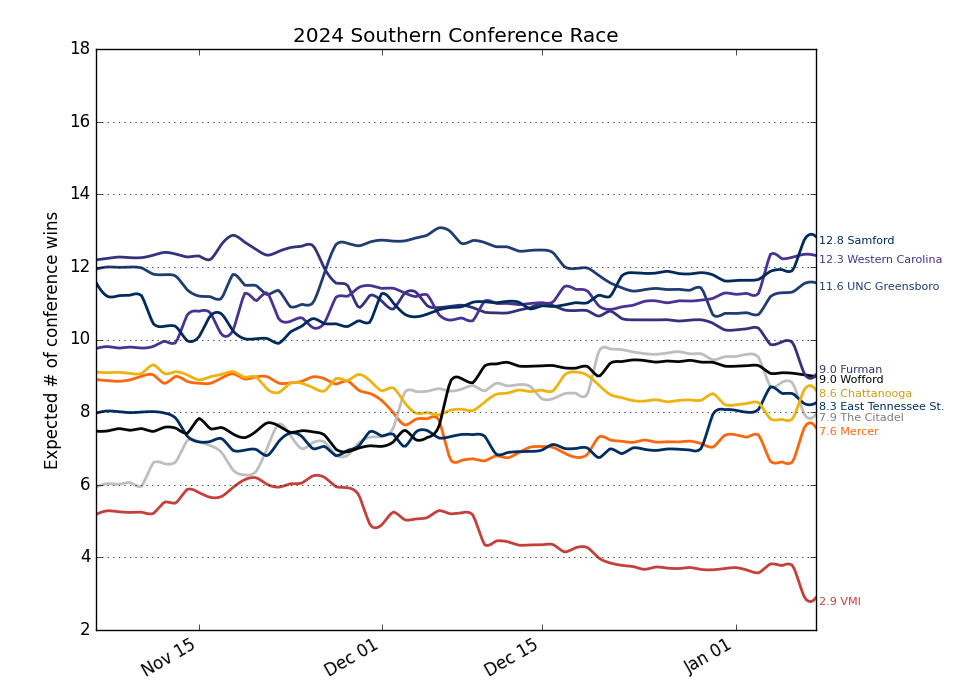 2024 Southern Conference Race
Expected # of conference wins
18
16
14
12
10
8
6
4
2
Nov 15
Dec 01
Dec 15
Jan 01
12.8 Samford
12.3 Western Carolina
11.6 UNC Greensboro
9.0 Furman
9.0 Wofford
8.6 Chattanooga
8.3 East Tennessee St.
7.9 The Citadel
7.6 Mercer
2.9 VMI